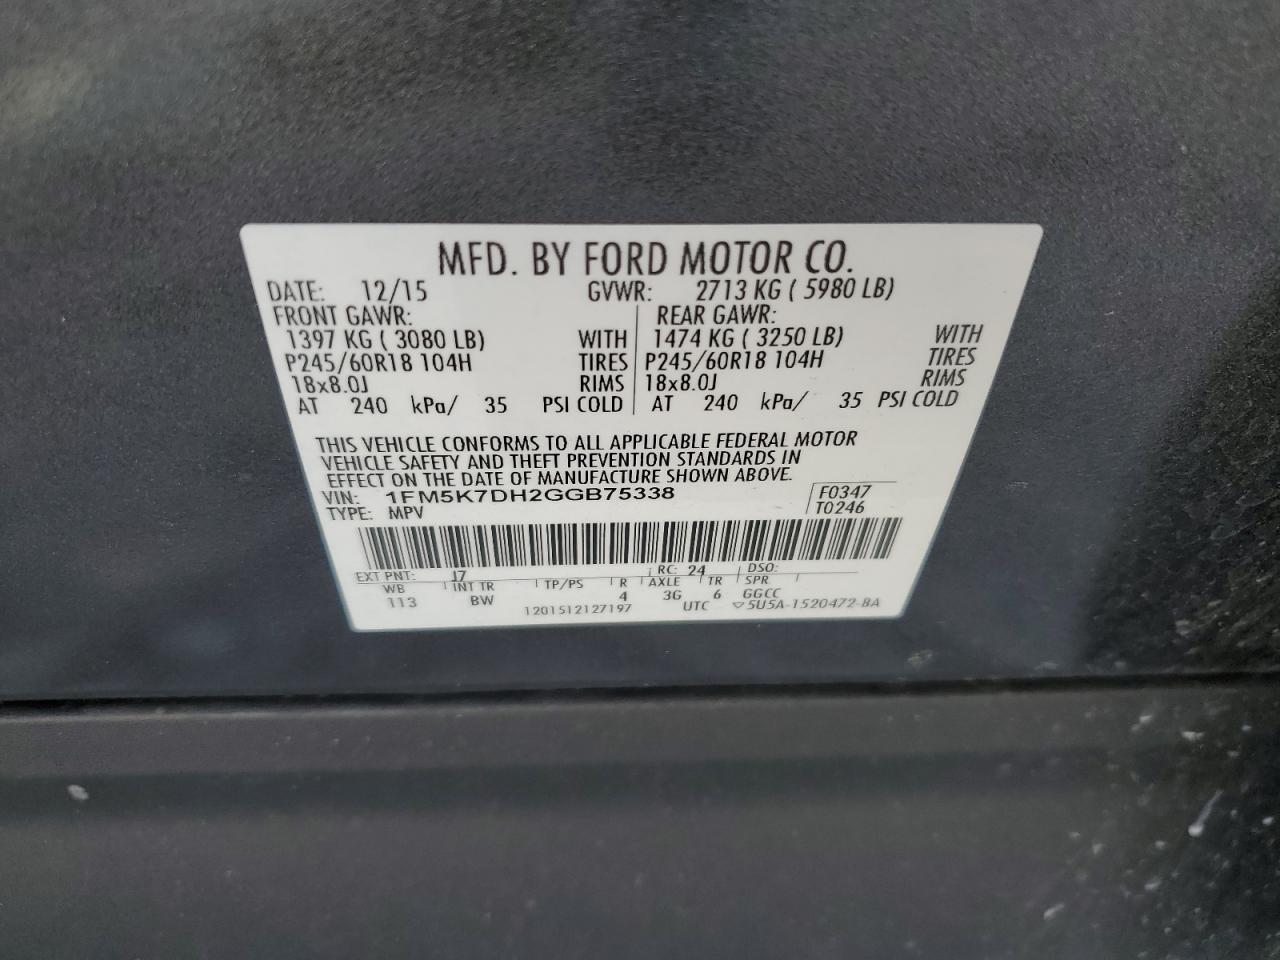 MFD. BY FORD MOTOR CO.
DATE: 12/15 GVWR: 2713 KG ( 5980 LB)
FRONT GAWR: REAR GAWR:
1397 KG ( 3080 LB) WITH 1474 KG ( 3250 LB) WITH
P245/60R18 104H TIRES P245/60R18 104H TIRES
18x8.0J RIMS 18x8.0J RIMS
AT 240 kPa/ 35 PSI COLD AT 240 kPa/ 35 PSI COLD
THIS VEHICLE CONFORMS TO ALL APPLICABLE FEDERAL MOTOR
VEHICLE SAFETY AND THEFT PREVENTION STANDARDS IN
EFFECT ON THE DATE OF MANUFACTURE SHOWN ABOVE.
VIN: 1FM5K7DH2GGB75338 F0347
TYPE: MPV T0246
EXT PNT: J7 RC: 24 DSO:
WB INT TR TP/PS R AXLE TR SPR
113 BW 4 3G 6 GGCC
1201512127197 UTC ▽5U5A-1520472-BA